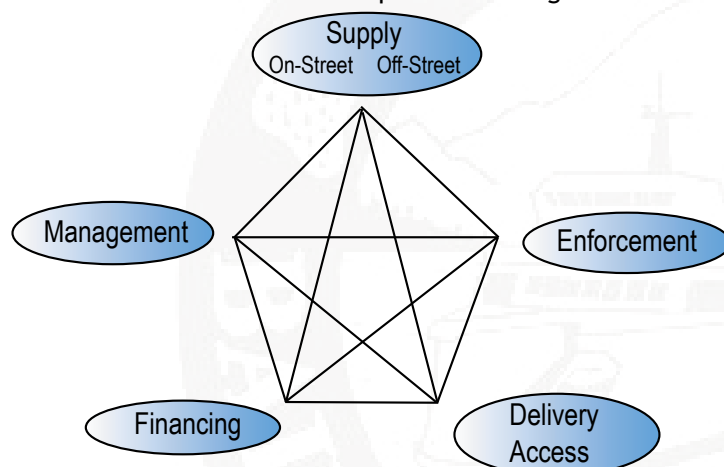 Supply
On-Street Off-Street
Management
Enforcement
Financing
Delivery
Access